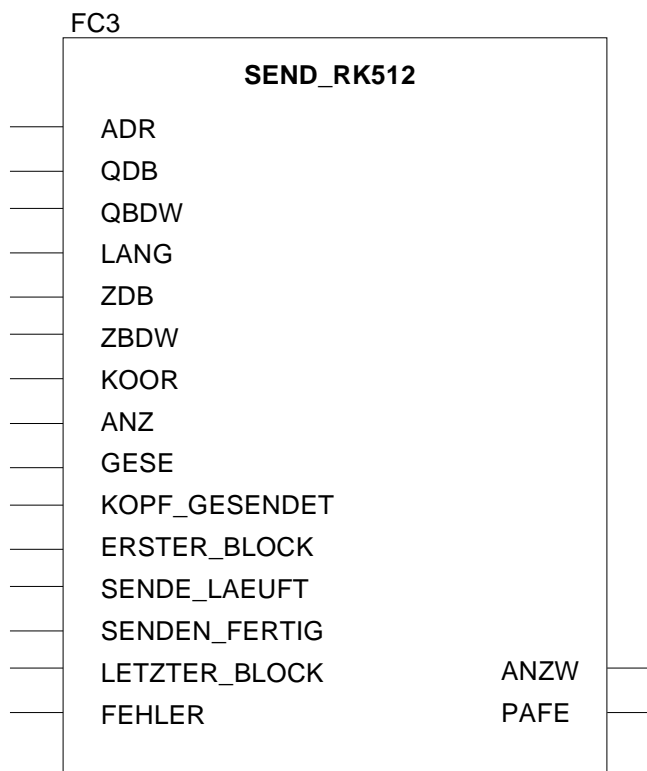 FC3
SEND_RK512
ADR
QDB
QBDW
LANG
ZDB
ZBDW
KOOR
ANZ
GESE
KOPF_GESENDET
ERSTER_BLOCK
SENDE_LAEUFT
SENDEN_FERTIG
LETZTER_BLOCK ANZW
FEHLER PAFE